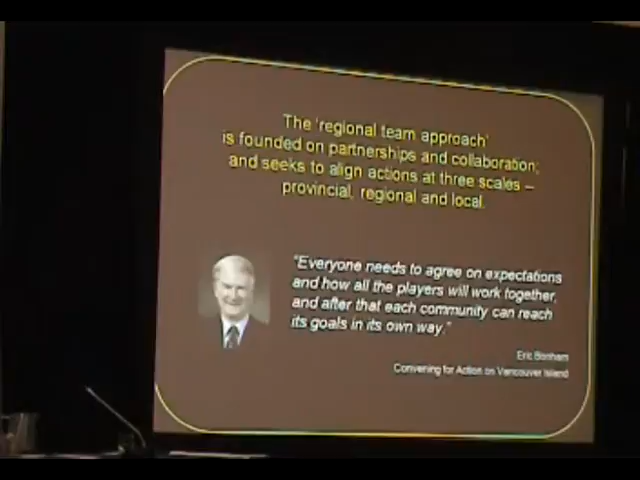 The 'regional team approach'
is founded on partnerships and collaboration;
and seeks to align actions at three scales –
provincial, regional and local.
"Everyone needs to agree on expectations
and how all the players will work together,
and after that each community can reach
its goals in its own way."
Eric Bonham
Convening for Action on Vancouver Island